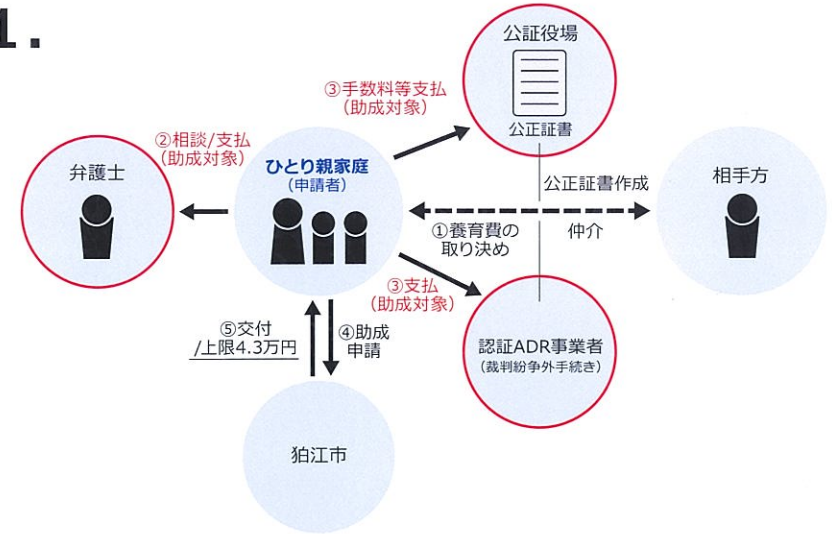 1.
公証役場
公正証書
③手数料等支払
(助成対象)
②相談/支払
(助成対象)
弁護士
ひとり親家庭
(申請者)
公正証書作成
相手方
①養育費の
取り決め
仲介
③支払
(助成対象)
⑤交付
/上限4.3万円
④助成
申請
認証ADR事業者
(裁判紛争外手続き)
狛江市